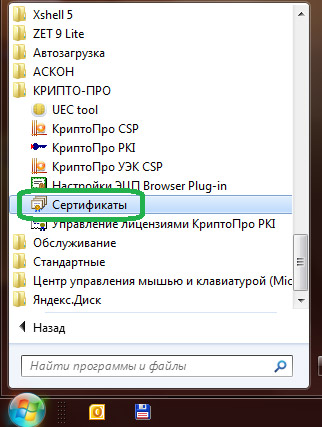 Xshell 5
ZET 9 Lite
Автозагрузка
АСКОН
КРИПТО-ПРО
UEC tool
КриптоПро CSP
КриптоПро PKI
КриптоПро УЭК CSP
Настройки ЭЦП Browser Plug-in
Сертификаты
Управление лицензиями КриптоПро PKI
Обслуживание
Стандартные
Центр управления мышью и клавиатурой (Mic
Яндекс.Диск
Назад
Найти программы и файлы